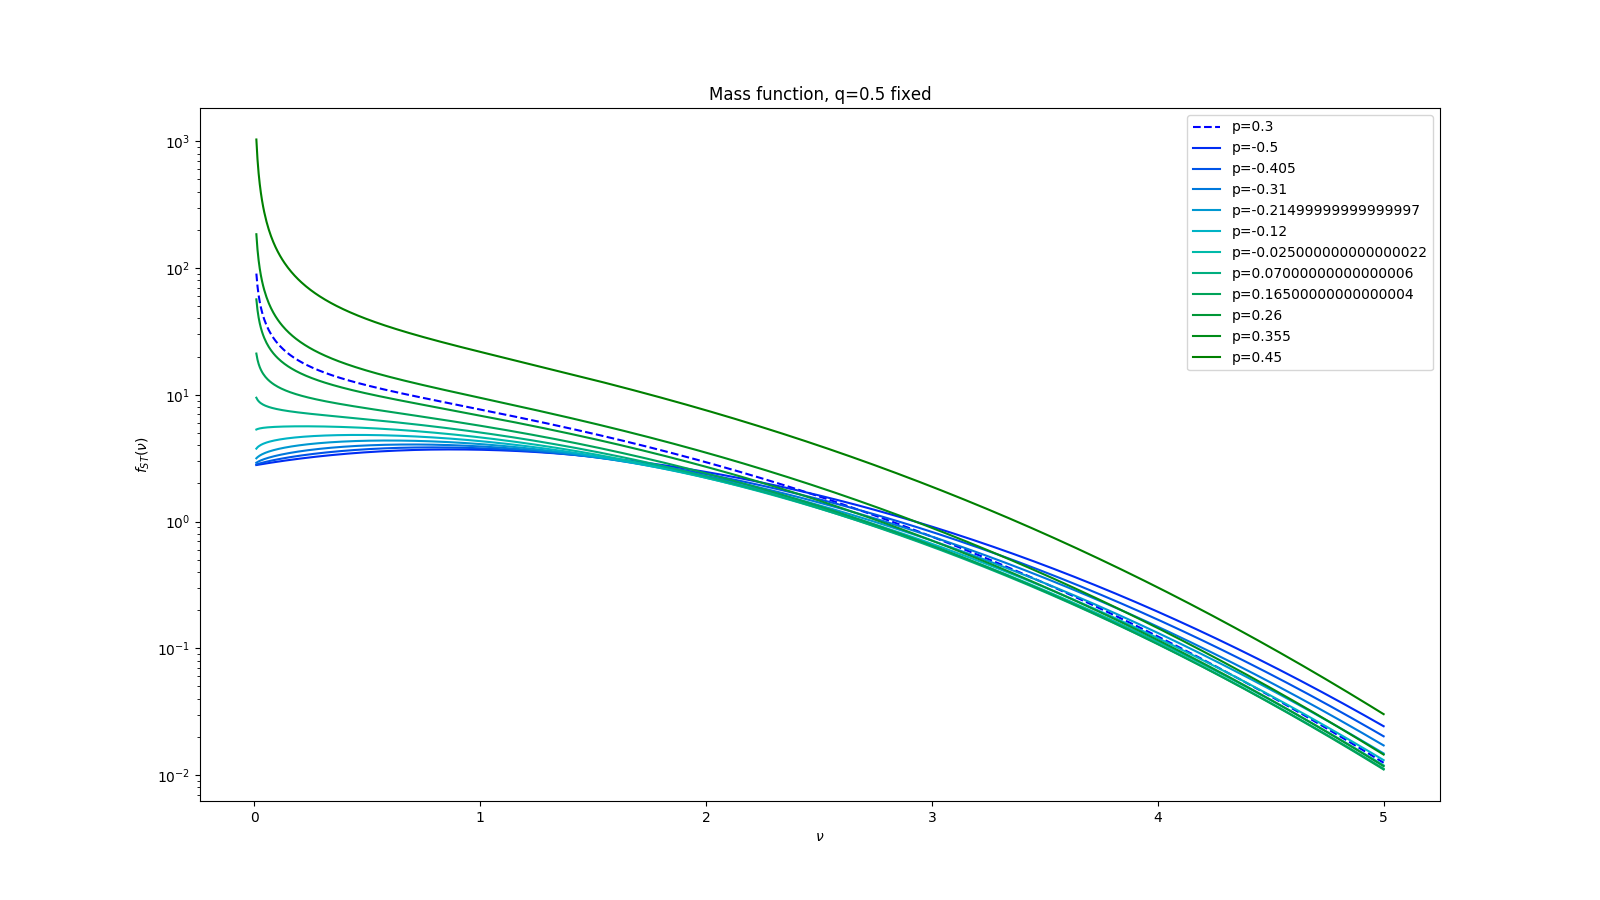 Mass function, q=0.5 fixed
10³
10²
10¹
10⁰
10⁻¹
10⁻²
f_{ST}(ν)
0
1
2
3
4
5
ν
p=0.3
p=-0.5
p=-0.405
p=-0.31
p=-0.21499999999999997
p=-0.12
p=-0.025000000000000022
p=0.07000000000000006
p=0.16500000000000004
p=0.26
p=0.355
p=0.45